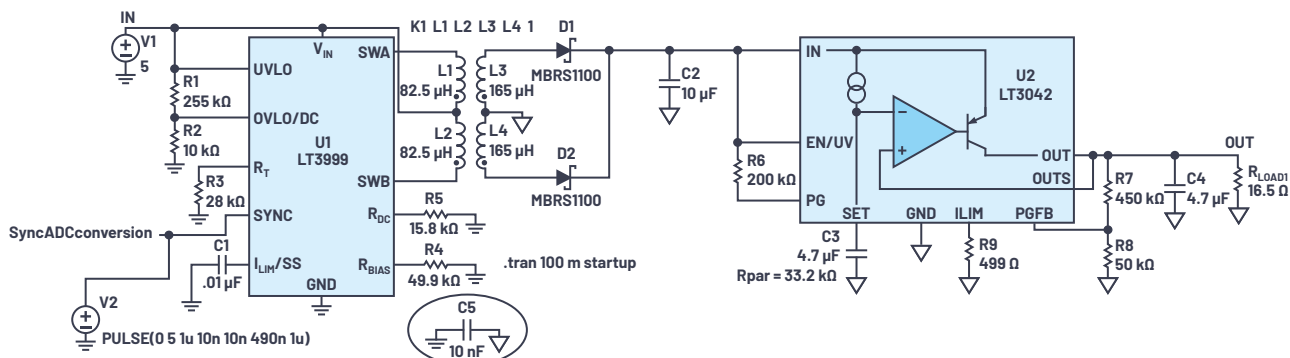 IN
V1
5
R1
255 kΩ
R2
10 kΩ
R3
28 kΩ
SyncADCconversion
V2
PULSE(0 5 1u 10n 10n 490n 1u)
C1
.01 µF
VIN
UVLO
OVLO/DC
U1
LT3999
RT
SYNC
ILIM/SS
GND
SWA
SWB
RDC
RBIAS
R5
15.8 kΩ
R4
49.9 kΩ
K1 L1 L2 L3 L4 1
L1
82.5 µH
L2
82.5 µH
L3
165 µH
L4
165 µH
D1
MBRS1100
D2
MBRS1100
.tran 100 m startup
C5
10 nF
C2
10 µF
R6
200 kΩ
IN
EN/UV
PG
U2
LT3042
OUT
OUTS
SET
GND
ILIM
PGFB
C3
4.7 µF
Rpar = 33.2 kΩ
R9
499 Ω
R7
450 kΩ
R8
50 kΩ
C4
4.7 µF
OUT
RLOAD1
16.5 Ω